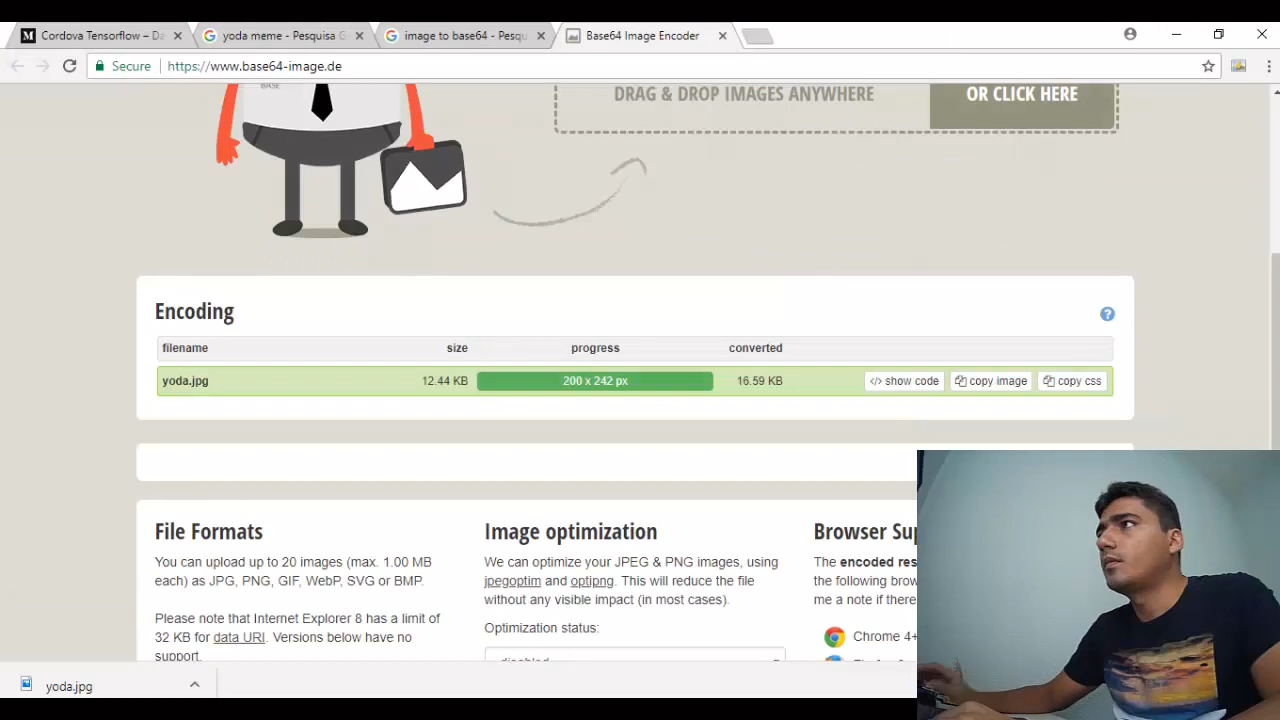 Cordova Tensorflow – Da
yoda meme - Pesquisa G
image to base64 - Pesqu
Base64 Image Encoder
Secure
https://www.base64-image.de
BASE
DRAG & DROP IMAGES ANYWHERE
OR CLICK HERE
Encoding
filename size progress converted
yoda.jpg 12.44 KB 200 x 242 px 16.59 KB </> show code copy image copy css
File Formats
You can upload up to 20 images (max. 1.00 MB
each) as JPG, PNG, GIF, WebP, SVG or BMP.
Please note that Internet Explorer 8 has a limit of
32 KB for data URI. Versions below have no
support.
Image optimization
We can optimize your JPEG & PNG images, using
jpegoptim and optipng. This will reduce the file
without any visible impact (in most cases).
Optimization status:
disabled
Browser Sup
The encoded res
the following brow
me a note if there
Chrome 4+
yoda.jpg